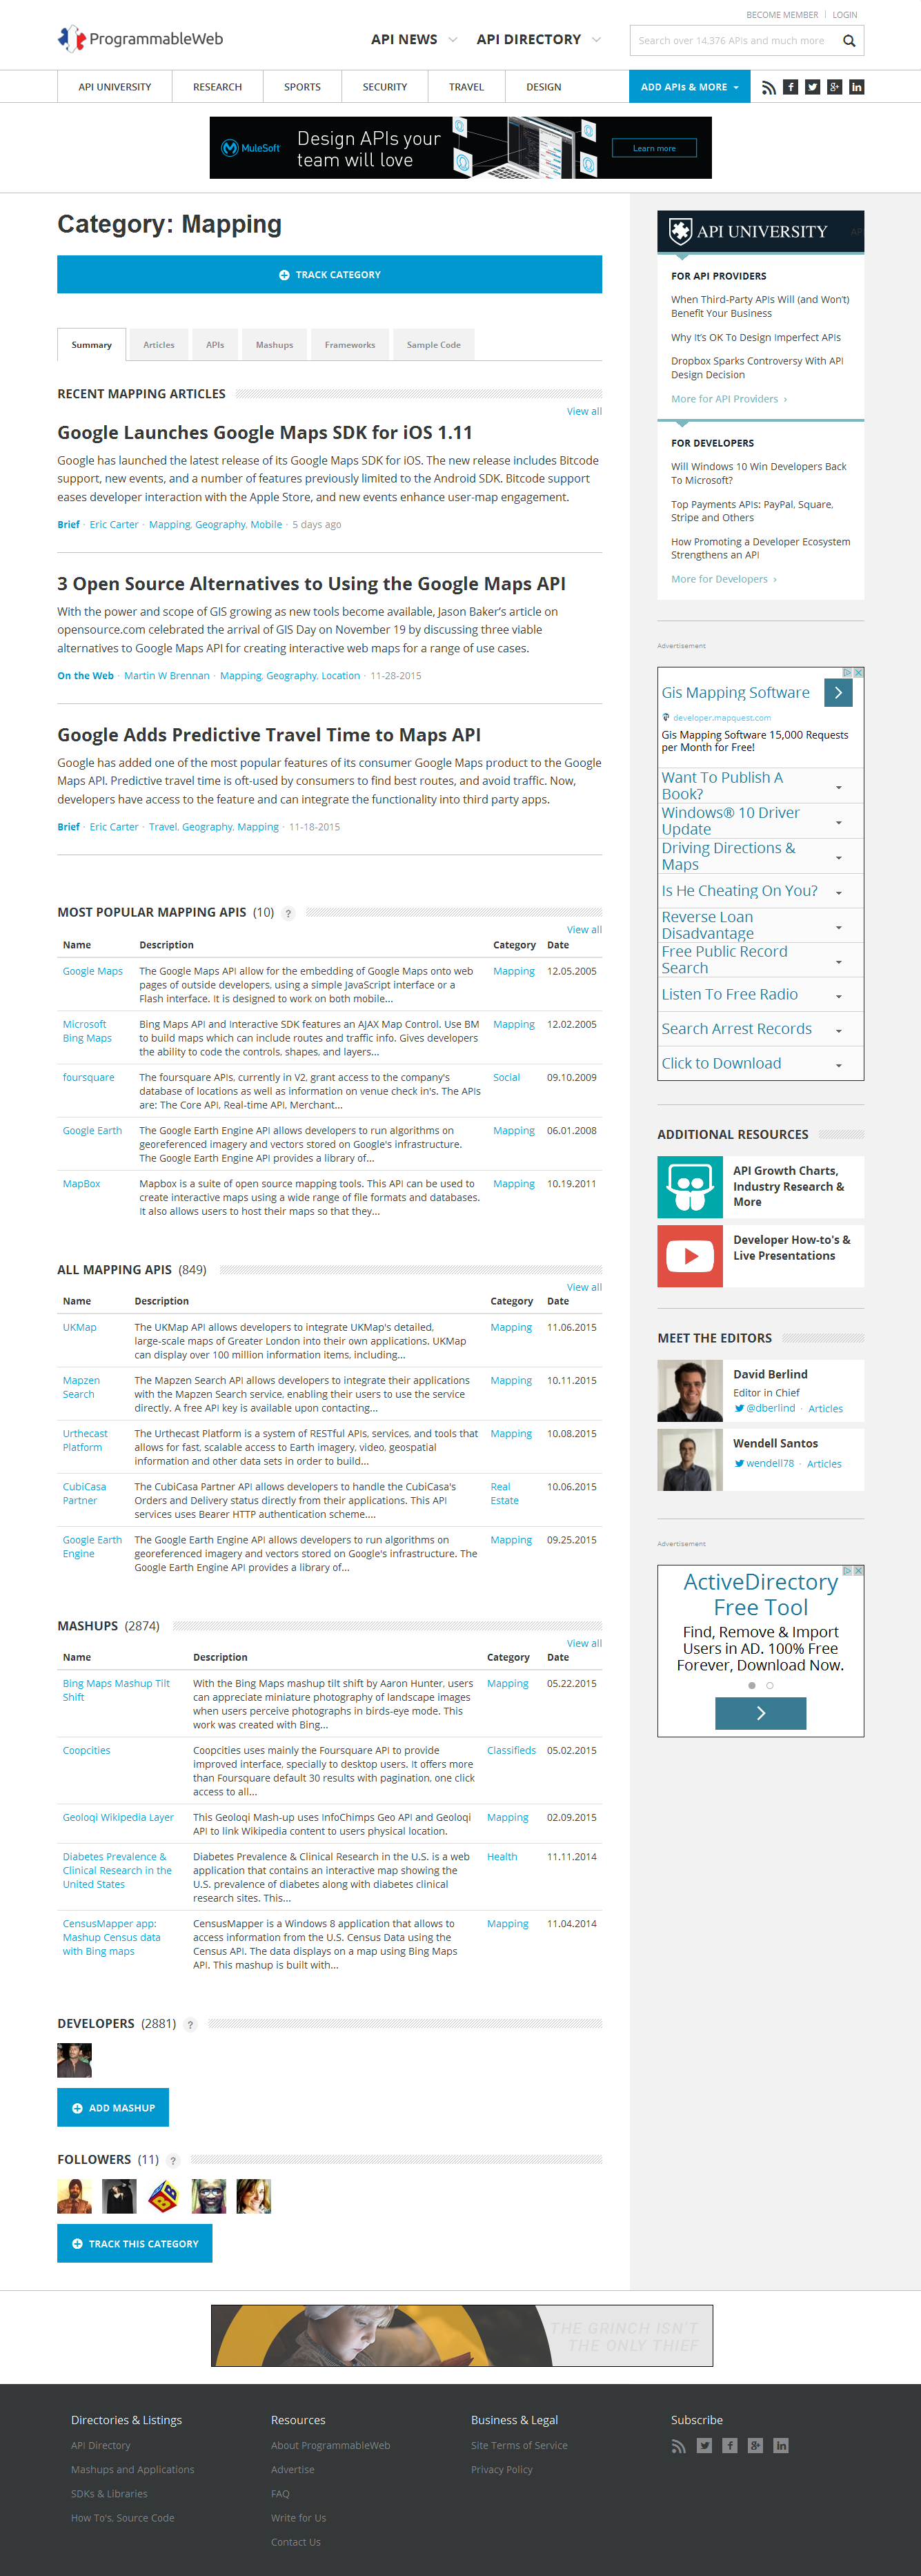 BECOME MEMBER | LOGIN
ProgrammableWeb
API NEWS
API DIRECTORY
Search over 14,376 APIs and much more
API UNIVERSITY
RESEARCH
SPORTS
SECURITY
TRAVEL
DESIGN
ADD APIs & MORE
MuleSoft
Design APIs your
team will love
Learn more
Category: Mapping
TRACK CATEGORY
Summary
Articles
APIs
Mashups
Frameworks
Sample Code
RECENT MAPPING ARTICLES
View all
Google Launches Google Maps SDK for iOS 1.11
Google has launched the latest release of its Google Maps SDK for iOS. The new release includes Bitcode
support, new events, and a number of features previously limited to the Android SDK. Bitcode support
eases developer interaction with the Apple Store, and new events enhance user-map engagement.
Brief · Eric Carter · Mapping, Geography, Mobile · 5 days ago
3 Open Source Alternatives to Using the Google Maps API
With the power and scope of GIS growing as new tools become available, Jason Baker's article on
opensource.com celebrated the arrival of GIS Day on November 19 by discussing three viable
alternatives to Google Maps API for creating interactive web maps for a range of use cases.
On the Web · Martin W Brennan · Mapping, Geography, Location · 11-28-2015
Google Adds Predictive Travel Time to Maps API
Google has added one of the most popular features of its consumer Google Maps product to the Google
Maps API. Predictive travel time is oft-used by consumers to find best routes, and avoid traffic. Now,
developers have access to the feature and can integrate the functionality into third party apps.
Brief · Eric Carter · Travel, Geography, Mapping · 11-18-2015
MOST POPULAR MAPPING APIS (10) ?
View all
Name Description Category Date
Google Maps The Google Maps API allow for the embedding of Google Maps onto web Mapping 12.05.2005
pages of outside developers, using a simple JavaScript interface or a
Flash interface. It is designed to work on both mobile...
Microsoft Bing Maps API and Interactive SDK features an AJAX Map Control. Use BM Mapping 12.02.2005
Bing Maps to build maps which can include routes and traffic info. Gives developers
the ability to code the controls, shapes, and layers...
foursquare The foursquare APIs, currently in V2, grant access to the company's Social 09.10.2009
database of locations as well as information on venue check in's. The APIs
are: The Core API, Real-time API, Merchant...
Google Earth The Google Earth Engine API allows developers to run algorithms on Mapping 06.01.2008
georeferenced imagery and vectors stored on Google's infrastructure.
The Google Earth Engine API provides a library of...
MapBox Mapbox is a suite of open source mapping tools. This API can be used to Mapping 10.19.2011
create interactive maps using a wide range of file formats and databases.
It also allows users to host their maps so that they...
ALL MAPPING APIS (849)
View all
Name Description Category Date
UKMap The UKMap API allows developers to integrate UKMap's detailed, Mapping 11.06.2015
large-scale maps of Greater London into their own applications. UKMap
can display over 100 million information items, including...
Mapzen The Mapzen Search API allows developers to integrate their applications Mapping 10.11.2015
Search with the Mapzen Search service, enabling their users to use the service
directly. A free API key is available upon contacting...
Urthecast The Urthecast Platform is a system of RESTful APIs, services, and tools that Mapping 10.08.2015
Platform allows for fast, scalable access to Earth imagery, video, geospatial
information and other data sets in order to build...
CubiCasa The CubiCasa Partner API allows developers to handle the CubiCasa's Real 10.06.2015
Partner Orders and Delivery status directly from their applications. This API Estate
services uses Bearer HTTP authentication scheme....
Google Earth The Google Earth Engine API allows developers to run algorithms on Mapping 09.25.2015
Engine georeferenced imagery and vectors stored on Google's infrastructure. The
Google Earth Engine API provides a library of...
MASHUPS (2874)
View all
Name Description Category Date
Bing Maps Mashup Tilt With the Bing Maps mashup tilt shift by Aaron Hunter, users Mapping 05.22.2015
Shift can appreciate miniature photography of landscape images
when users perceive photographs in birds-eye mode. This
work was created with Bing...
Coopcities Coopcities uses mainly the Foursquare API to provide Classifieds 05.02.2015
improved interface, specially to desktop users. It offers more
than Foursquare default 30 results with pagination, one click
access to all...
Geoloqi Wikipedia Layer This Geoloqi Mash-up uses InfoChimps Geo API and Geoloqi Mapping 02.09.2015
API to link Wikipedia content to users physical location.
Diabetes Prevalence & Diabetes Prevalence & Clinical Research in the U.S. is a web Health 11.11.2014
Clinical Research in the application that contains an interactive map showing the
United States U.S. prevalence of diabetes along with diabetes clinical
research sites. This...
CensusMapper app: CensusMapper is a Windows 8 application that allows to Mapping 11.04.2014
Mashup Census data access information from the U.S. Census Data using the
with Bing maps Census API. The data displays on a map using Bing Maps
API. This mashup is built with...
DEVELOPERS (2881) ?
ADD MASHUP
FOLLOWERS (11) ?
TRACK THIS CATEGORY
API UNIVERSITY
AP
FOR API PROVIDERS
When Third-Party APIs Will (and Won't)
Benefit Your Business
Why It's OK To Design Imperfect APIs
Dropbox Sparks Controversy With API
Design Decision
More for API Providers ›
FOR DEVELOPERS
Will Windows 10 Win Developers Back
To Microsoft?
Top Payments APIs: PayPal, Square,
Stripe and Others
How Promoting a Developer Ecosystem
Strengthens an API
More for Developers ›
Advertisement
Gis Mapping Software
developer.mapquest.com
Gis Mapping Software 15,000 Requests
per Month for Free!
Want To Publish A
Book?
Windows® 10 Driver
Update
Driving Directions &
Maps
Is He Cheating On You?
Reverse Loan
Disadvantage
Free Public Record
Search
Listen To Free Radio
Search Arrest Records
Click to Download
ADDITIONAL RESOURCES
API Growth Charts,
Industry Research &
More
Developer How-to's &
Live Presentations
MEET THE EDITORS
David Berlind
Editor in Chief
@dberlind · Articles
Wendell Santos
wendell78 · Articles
Advertisement
ActiveDirectory
Free Tool
Find, Remove & Import
Users in AD. 100% Free
Forever, Download Now.
THE GRINCH ISN'T
THE ONLY THIEF
Directories & Listings
API Directory
Mashups and Applications
SDKs & Libraries
How To's, Source Code
Resources
About ProgrammableWeb
Advertise
FAQ
Write for Us
Contact Us
Business & Legal
Site Terms of Service
Privacy Policy
Subscribe